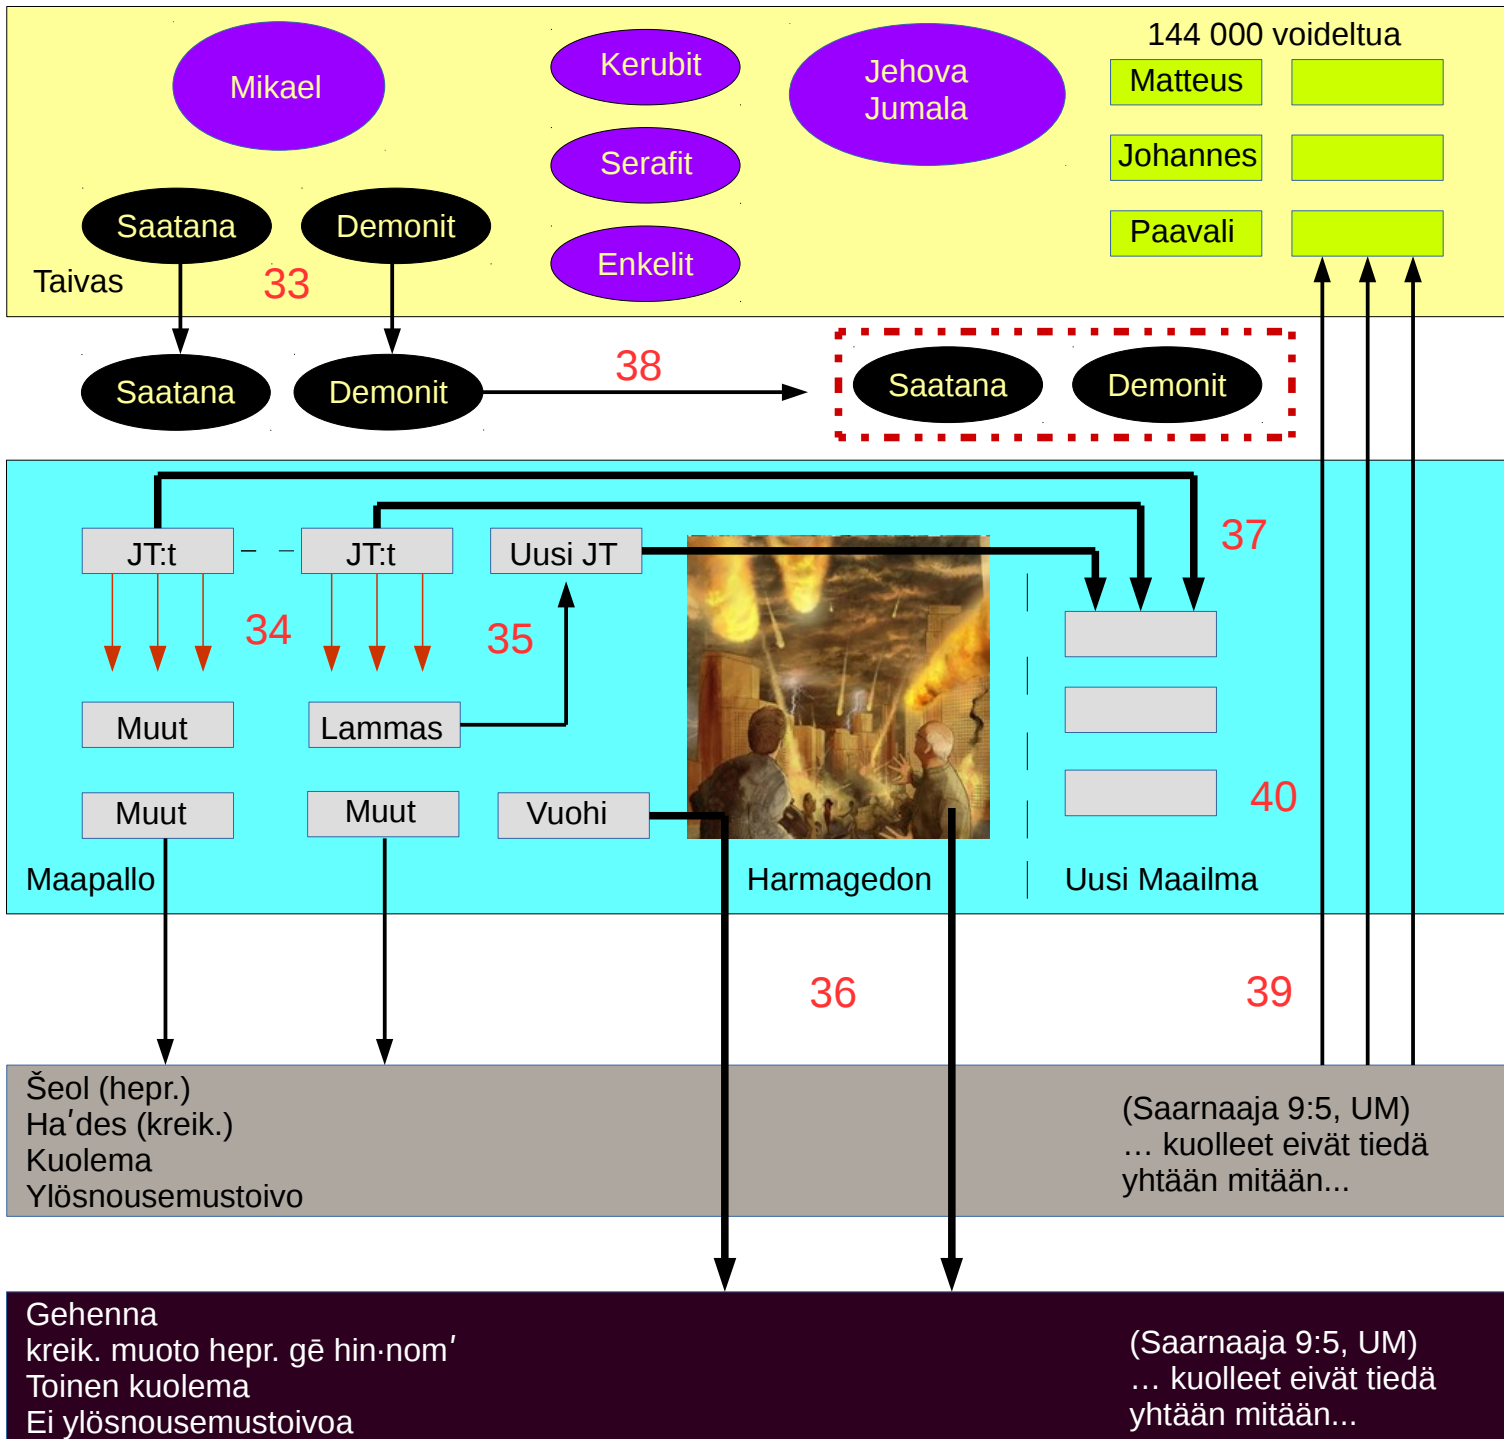 144 000 voideltua
Mikael
Kerubit
Jehova
Jumala
Matteus
Serafit
Johannes
Saatana
Demonit
Enkelit
Paavali
Taivas
33
Saatana
Demonit
38
Saatana
Demonit
37
JT:t
JT:t
Uusi JT
34
35
Muut
Lammas
40
Muut
Muut
Vuohi
Maapallo
Harmagedon
Uusi Maailma
36
39
Šeol (hepr.)
Haʹdes (kreik.)
Kuolema
Ylösnousemustoivo
(Saarnaaja 9:5, UM)
… kuolleet eivät tiedä
yhtään mitään...
Gehenna
kreik. muoto hepr. gē hin·nomʹ
Toinen kuolema
Ei ylösnousemustoivoa
(Saarnaaja 9:5, UM)
… kuolleet eivät tiedä
yhtään mitään...